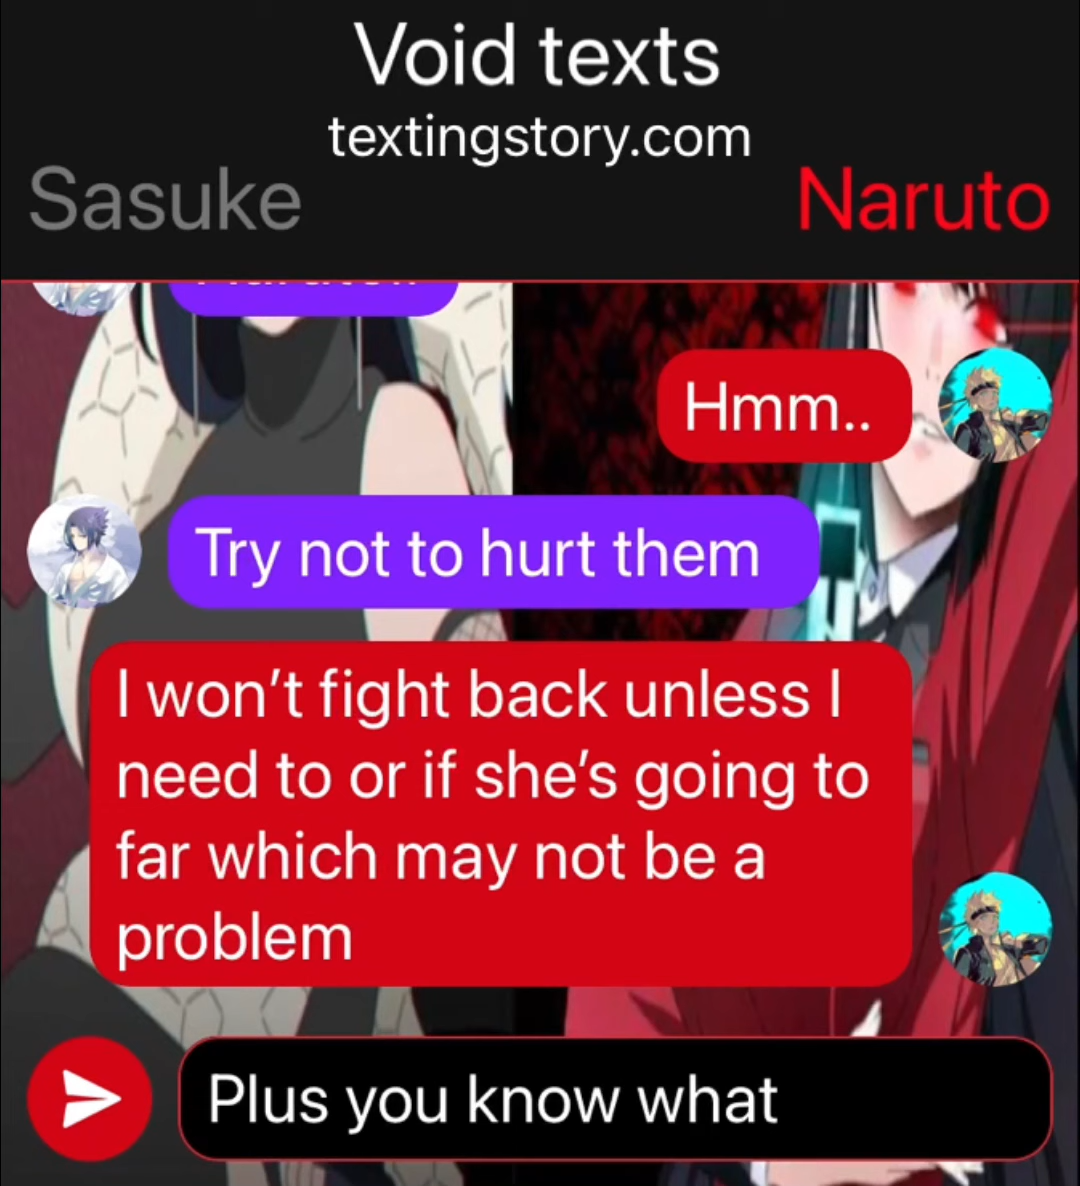 Void texts
textingstory.com
Sasuke
Naruto
Hmm..
Try not to hurt them
I won't fight back unless I
need to or if she's going to
far which may not be a
problem
Plus you know what